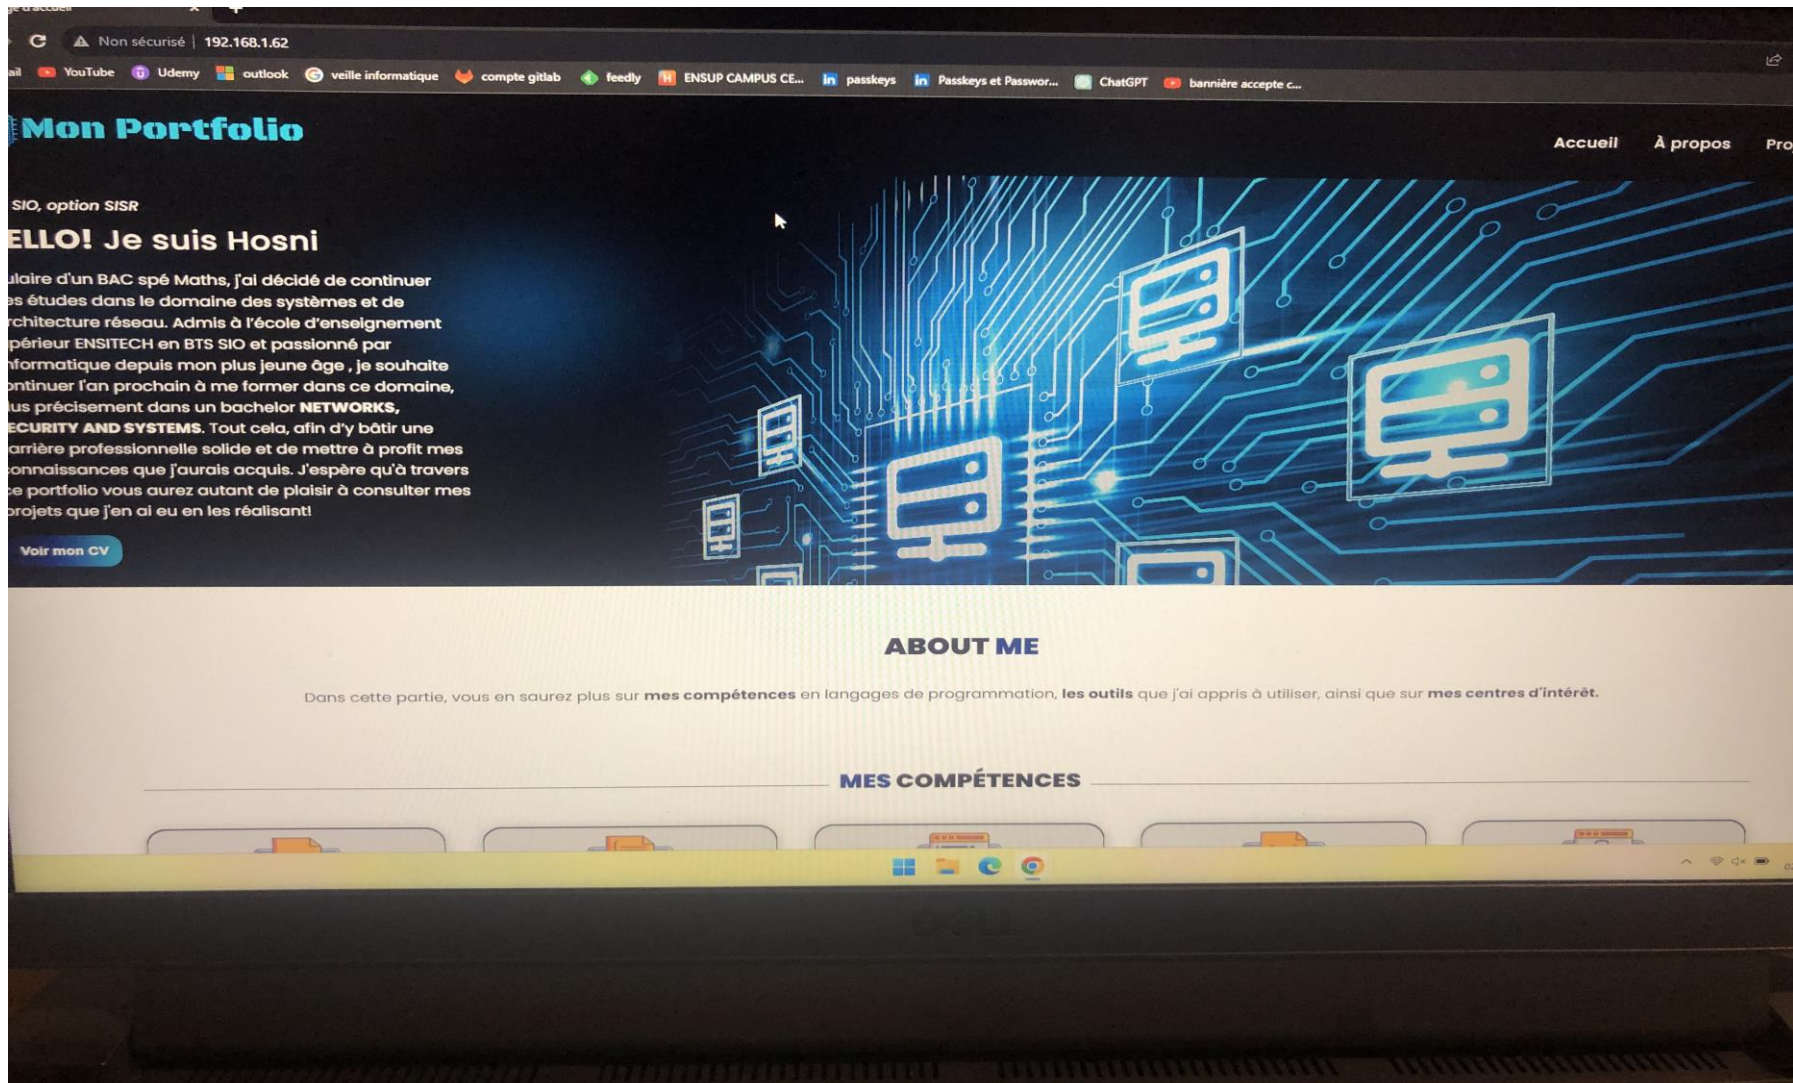 Non sécurisé | 192.168.1.62
YouTube Udemy outlook veille informatique compte gitlab feedly ENSUP CAMPUS CE... passkeys Passkeys et Passwor... ChatGPT bannière accepte c...
Mon Portfolio
Accueil À propos Pro
SIO, option SISR
ELLO! Je suis Hosni
ulaire d'un BAC spé Maths, j'ai décidé de continuer
es études dans le domaine des systèmes et de
rchitecture réseau. Admis à l'école d'enseignement
périeur ENSITECH en BTS SIO et passionné par
nformatique depuis mon plus jeune âge , je souhaite
ontinuer l'an prochain à me former dans ce domaine,
lus précisement dans un bachelor NETWORKS,
ECURITY AND SYSTEMS. Tout cela, afin d'y bâtir une
arrière professionnelle solide et de mettre à profit mes
onnaissances que j'aurais acquis. J'espère qu'à travers
ce portfolio vous aurez autant de plaisir à consulter mes
projets que j'en ai eu en les réalisant!
Voir mon CV
ABOUT ME
Dans cette partie, vous en saurez plus sur mes compétences en langages de programmation, les outils que j'ai appris à utiliser, ainsi que sur mes centres d'intérêt.
MES COMPÉTENCES
DELL